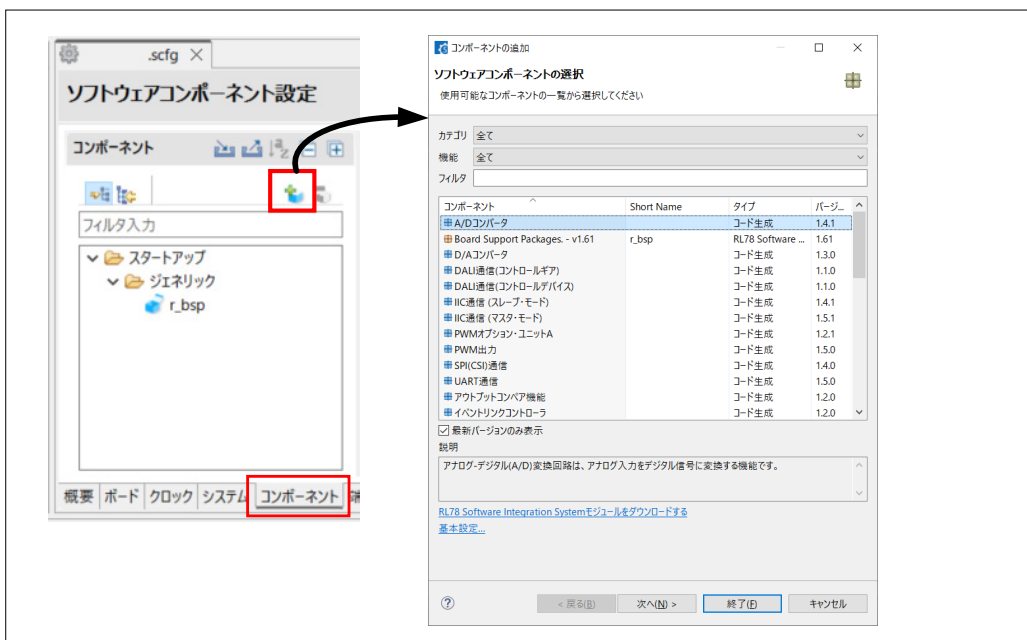 .scfg
ソフトウェアコンポーネント設定
コンポーネント
フィルタ入力
スタートアップ
ジェネリック
r_bsp
概要 ボード クロック システム コンポーネント
コンポーネントの追加
ソフトウェアコンポーネントの選択
使用可能なコンポーネントの一覧から選択してください
カテゴリ 全て
機能 全て
フィルタ
コンポーネント Short Name タイプ バージ...
A/Dコンバータ コード生成 1.4.1
Board Support Packages. - v1.61 r_bsp RL78 Software ... 1.61
D/Aコンバータ コード生成 1.3.0
DALI通信(コントロールギア) コード生成 1.1.0
DALI通信(コントロールデバイス) コード生成 1.1.0
IIC通信 (スレーブ・モード) コード生成 1.4.1
IIC通信 (マスタ・モード) コード生成 1.5.1
PWMオプション・ユニットA コード生成 1.2.1
PWM出力 コード生成 1.5.0
SPI(CSI)通信 コード生成 1.4.0
UART通信 コード生成 1.5.0
アウトプットコンペア機能 コード生成 1.2.0
イベントリンクコントローラ コード生成 1.2.0
最新バージョンのみ表示
説明
アナログ-デジタル(A/D)変換回路は、アナログ入力をデジタル信号に変換する機能です。
RL78 Software Integration Systemモジュールをダウンロードする
基本設定...
< 戻る(B) 次へ(N) > 終了(F) キャンセル